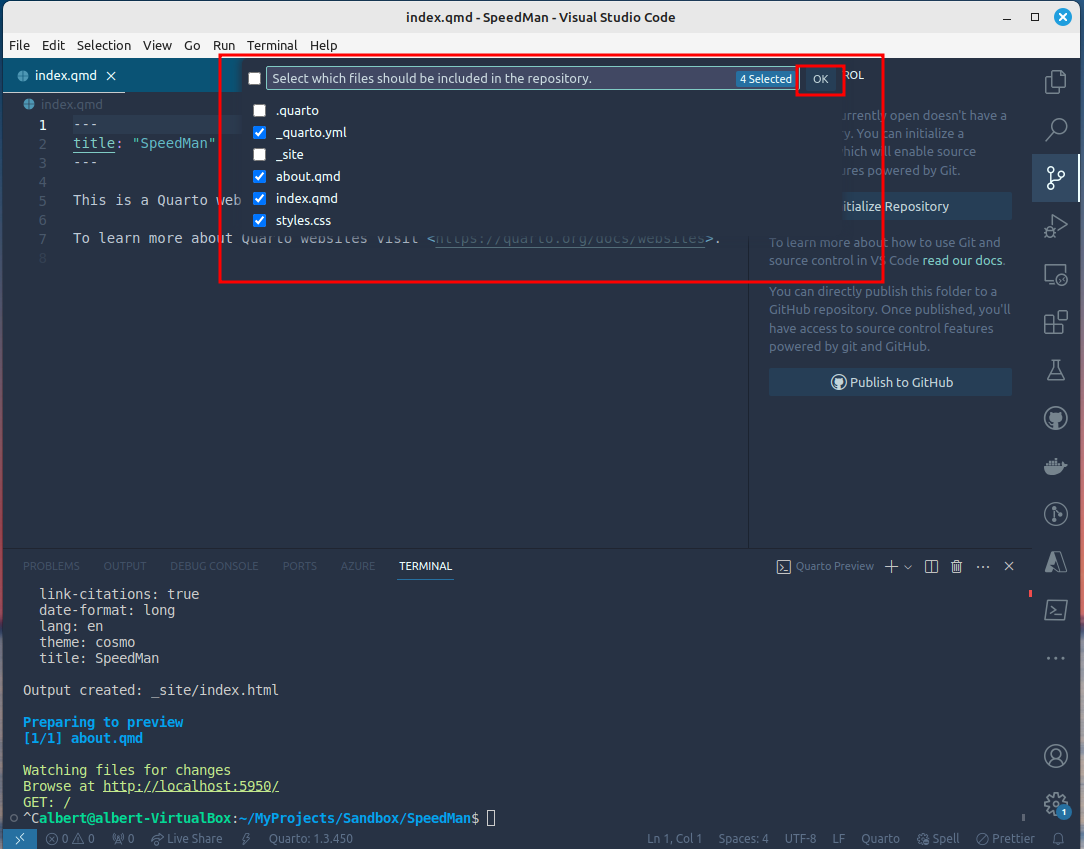 index.qmd - SpeedMan - Visual Studio Code
File Edit Selection View Go Run Terminal Help
index.qmd
Select which files should be included in the repository.
4 Selected
OK
ROL
.quarto
_quarto.yml
_site
about.qmd
index.qmd
styles.css
index.qmd
1 ---
2 title: "SpeedMan"
3 ---
4
5 This is a Quarto web
6
7 To learn more about Quarto websites visit <https://quarto.org/docs/websites>.
8
open doesn't have a
You can initialize a
will enable source
powered by Git.
Repository
To learn more about how to use Git and
source control in VS Code read our docs.
You can directly publish this folder to a
GitHub repository. Once published, you'll
have access to source control features
powered by git and GitHub.
Publish to GitHub
PROBLEMS OUTPUT DEBUG CONSOLE PORTS AZURE TERMINAL
Quarto Preview
link-citations: true
date-format: long
lang: en
theme: cosmo
title: SpeedMan
Output created: _site/index.html
Preparing to preview
[1/1] about.qmd
Watching files for changes
Browse at http://localhost:5950/
GET: /
^Calbert@albert-VirtualBox:~/MyProjects/Sandbox/SpeedMan$
1
0 0 0 Live Share Quarto: 1.3.450 Ln 1, Col 1 Spaces: 4 UTF-8 LF Quarto Spell Prettier